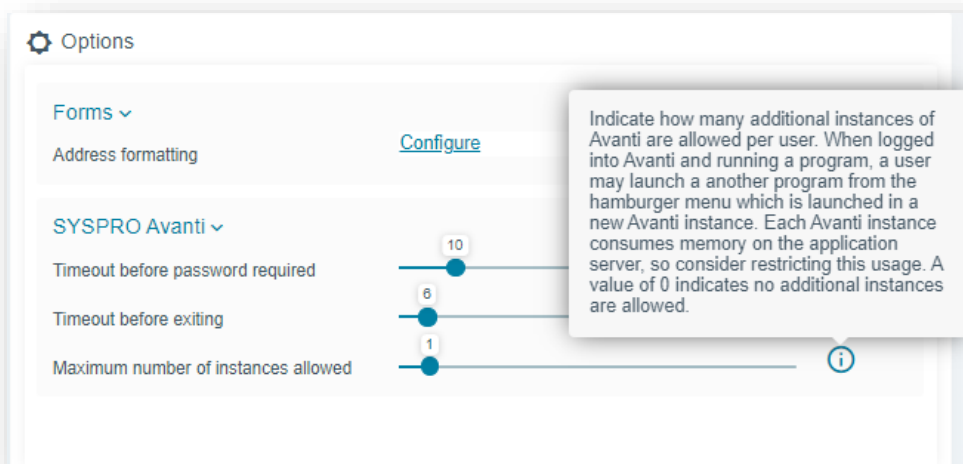 Options
Forms
Address formatting
Configure
SYSPRO Avanti
Timeout before password required
10
Timeout before exiting
6
Maximum number of instances allowed
1
Indicate how many additional instances of
Avanti are allowed per user. When logged
into Avanti and running a program, a user
may launch a another program from the
hamburger menu which is launched in a
new Avanti instance. Each Avanti instance
consumes memory on the application
server, so consider restricting this usage. A
value of 0 indicates no additional instances
are allowed.